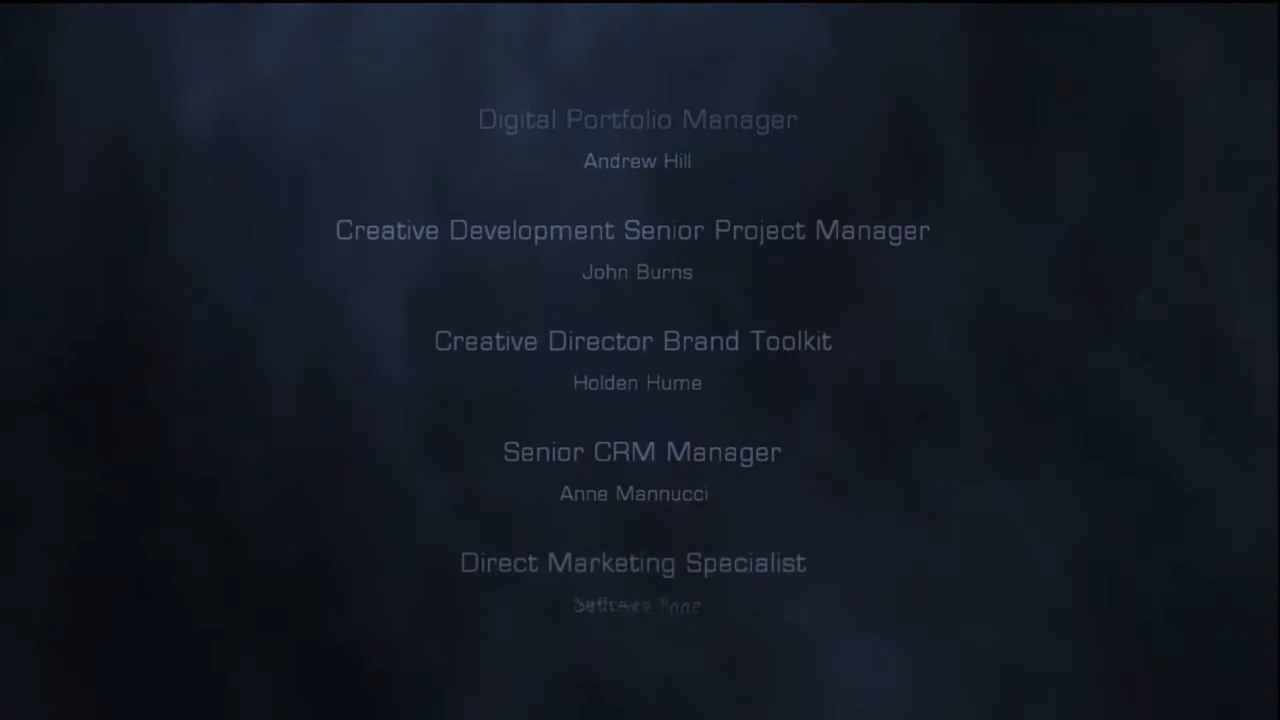 Digital Portfolio Manager
Andrew Hill
Creative Development Senior Project Manager
John Burns
Creative Director Brand Toolkit
Holden Hume
Senior CRM Manager
Anne Mannucci
Direct Marketing Specialist